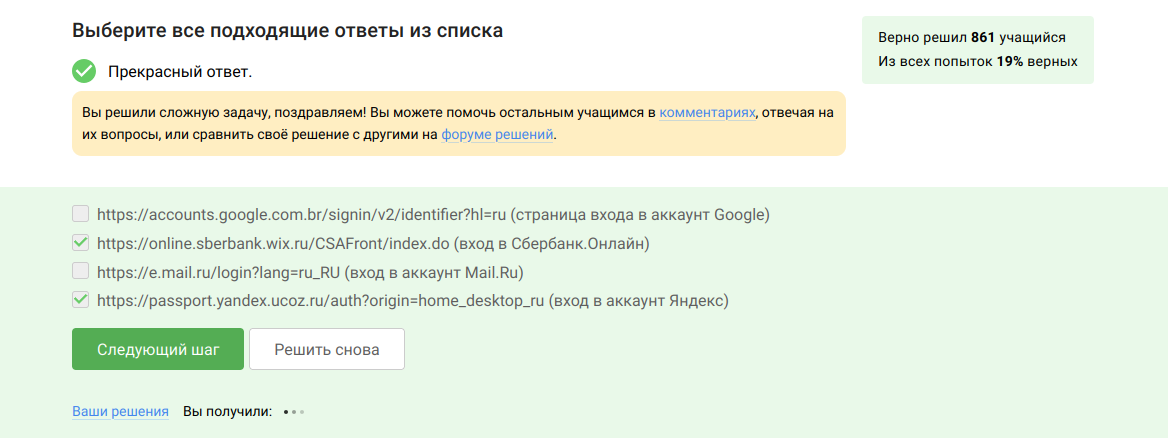 Выберите все подходящие ответы из списка
Верно решил 861 учащийся
Из всех попыток 19% верных
Прекрасный ответ.
Вы решили сложную задачу, поздравляем! Вы можете помочь остальным учащимся в комментариях, отвечая на
их вопросы, или сравнить своё решение с другими на форуме решений.
https://accounts.google.com.br/signin/v2/identifier?hl=ru (страница входа в аккаунт Google)
https://online.sberbank.wix.ru/CSAFront/index.do (вход в Сбербанк.Онлайн)
https://e.mail.ru/login?lang=ru_RU (вход в аккаунт Mail.Ru)
https://passport.yandex.ucoz.ru/auth?origin=home_desktop_ru (вход в аккаунт Яндекс)
Следующий шаг
Решить снова
Ваши решения Вы получили: